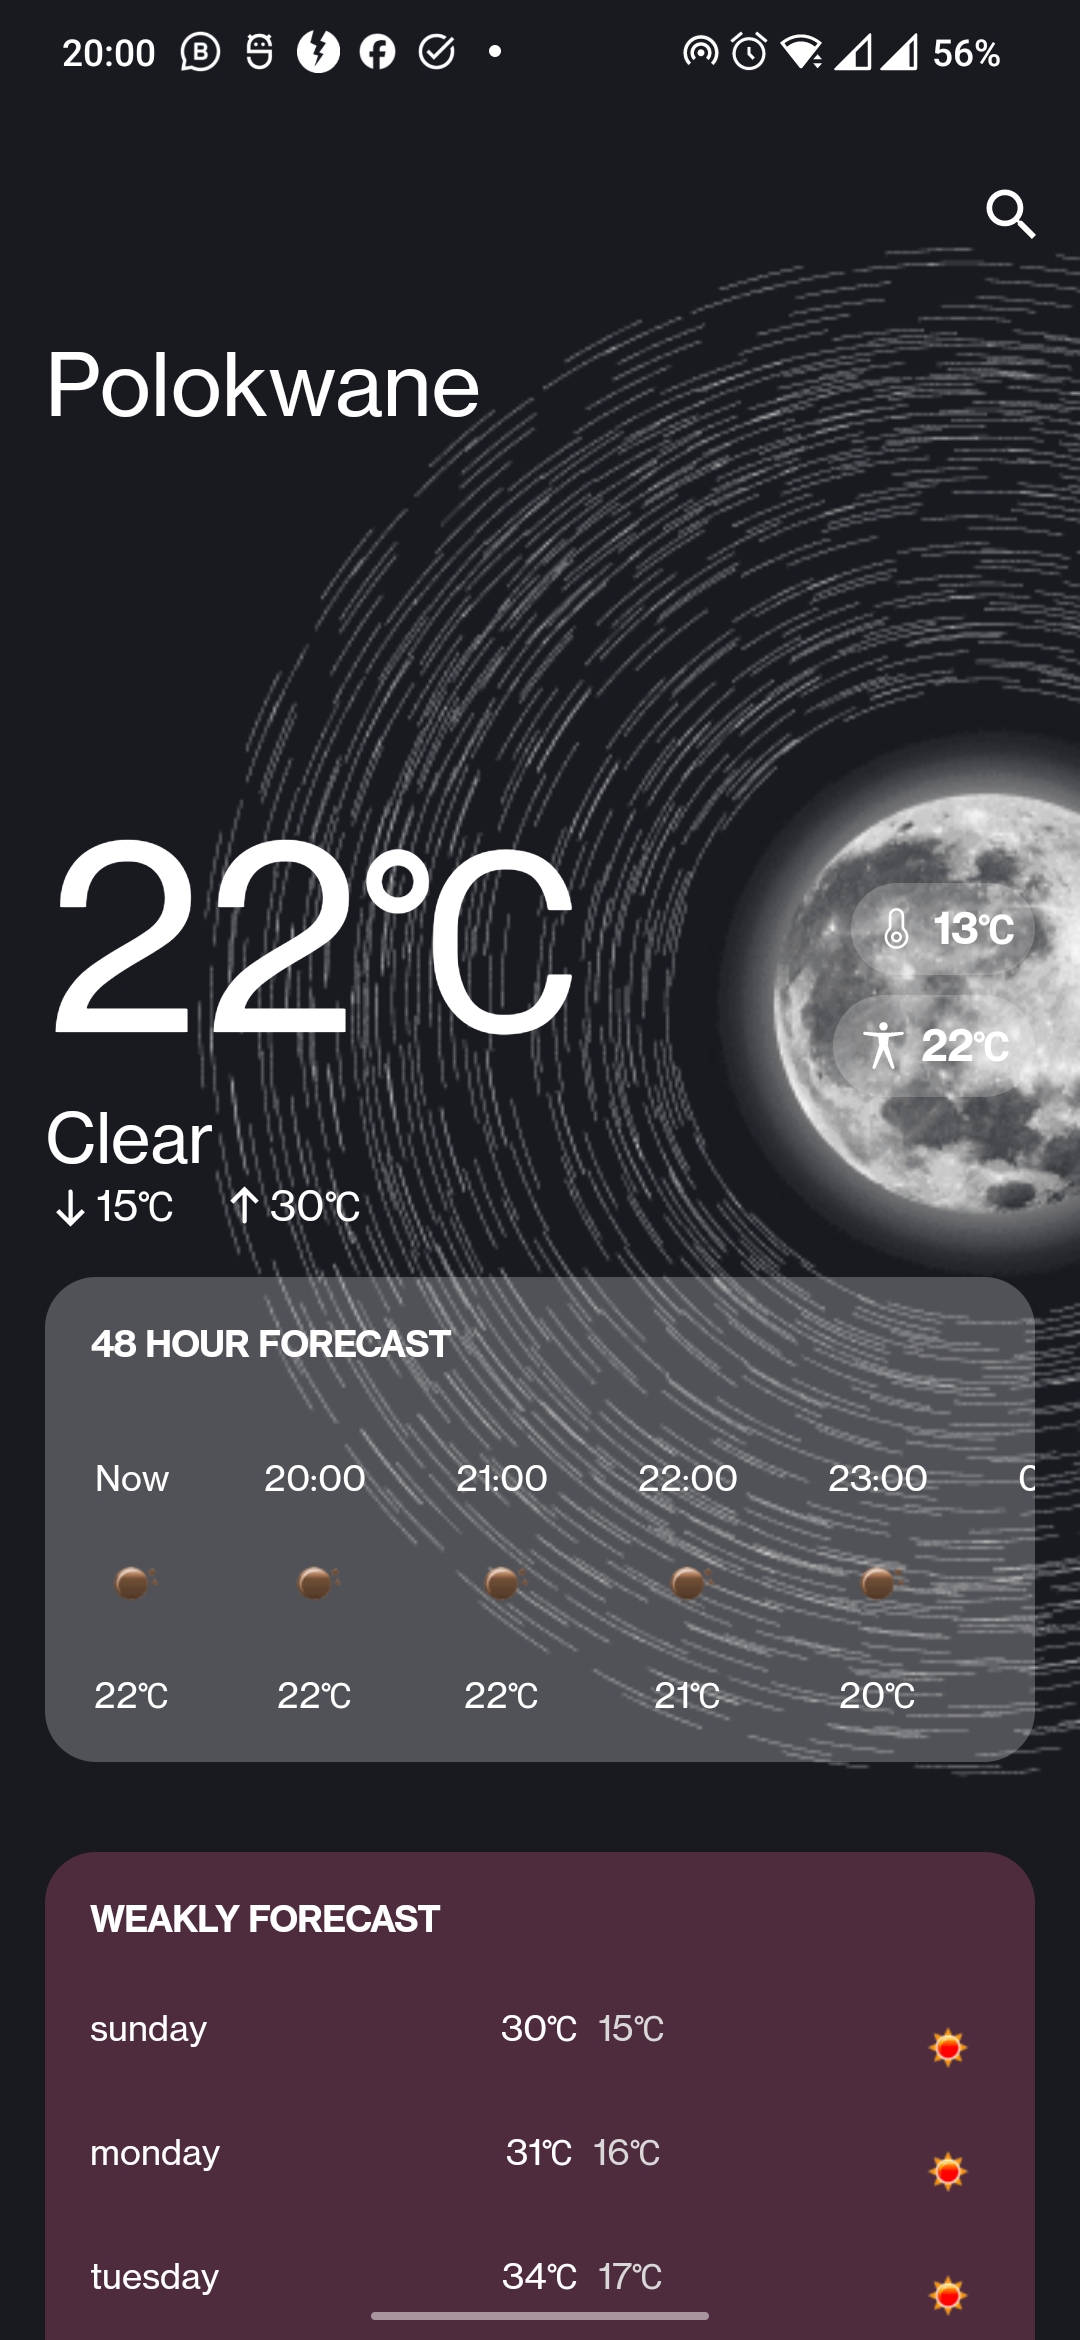 20:00 56%
Polokwane
22°C
13°C
22°C
Clear
↓ 15°C ↑ 30°C
48 HOUR FORECAST
Now 20:00 21:00 22:00 23:00
22°C 22°C 22°C 21°C 20°C
WEAKLY FORECAST
sunday 30°C 15°C
monday 31°C 16°C
tuesday 34°C 17°C